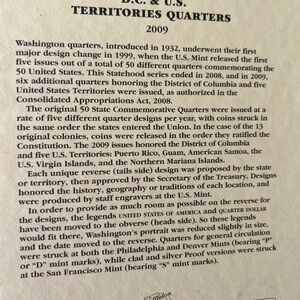 D.C. & U.S.
TERRITORIES QUARTERS
2009
Washington quarters, introduced in 1932, underwent their first
major design change in 1999, when the U.S. Mint released the first
five issues out of a total of 50 different quarters commemorating the
50 United States. This Statehood series ended in 2008, and in 2009,
six additional quarters honoring the District of Columbia and five
United States Territories were issued, as authorized in the
Consolidated Appropriations Act, 2008.
The original 50 State Commemorative Quarters were issued at a
rate of five different quarter designs per year, with coins struck in
the same order the states entered the Union. In the case of the 13
original colonies, coins were released in the order they ratified the
Constitution. The 2009 issues honored the District of Columbia
and five U.S. Territories: Puerto Rico, Guam, American Samoa, the
U.S. Virgin Islands, and the Northern Mariana Islands.
Each unique reverse (tails side) design was proposed by the state
or territory, then approved by the Secretary of the Treasury. Designs
honored the history, geography or traditions of each location, and
were produced by staff engravers at the U.S. Mint.
In order to provide as much room as possible on the reverse for
the designs, the legends UNITED STATES OF AMERICA and QUARTER DOLLAR
have been moved to the obverse (heads side). So these legends
would fit there, Washington's portrait was reduced slightly in size,
and the date moved to the reverse. Quarters for general circulation
were struck at both the Philadelphia and Denver Mints (bearing "P"
or "D" mint marks), while clad and silver Proof versions were struck
at the San Francisco Mint (bearing "S" mint marks).